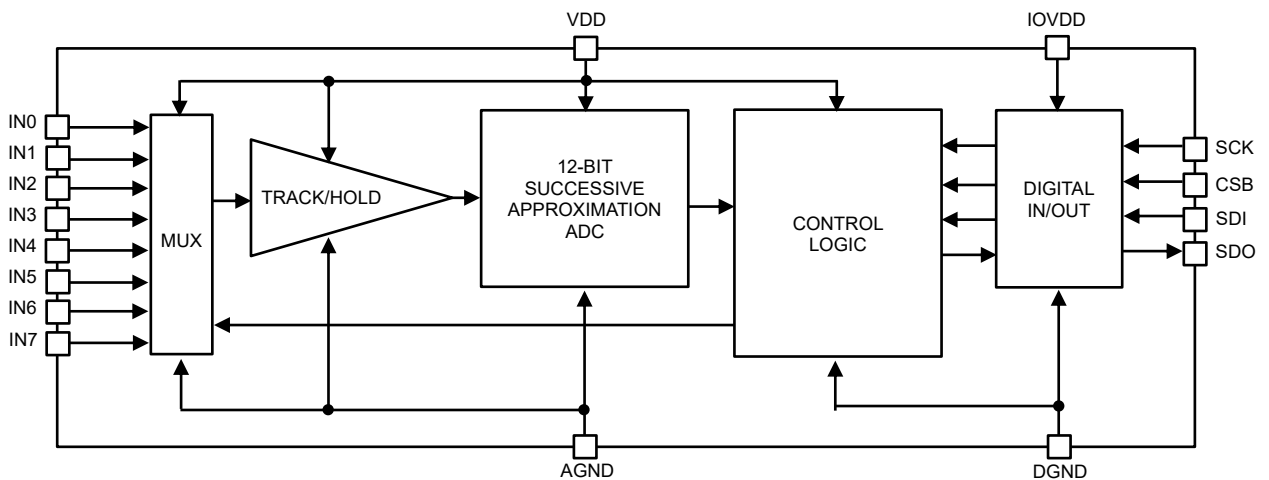 VDD
IOVDD
IN0
IN1
IN2
IN3
IN4
IN5
IN6
IN7
MUX
TRACK/HOLD
12-BIT
SUCCESSIVE
APPROXIMATION
ADC
CONTROL
LOGIC
DIGITAL
IN/OUT
SCK
CSB
SDI
SDO
AGND
DGND